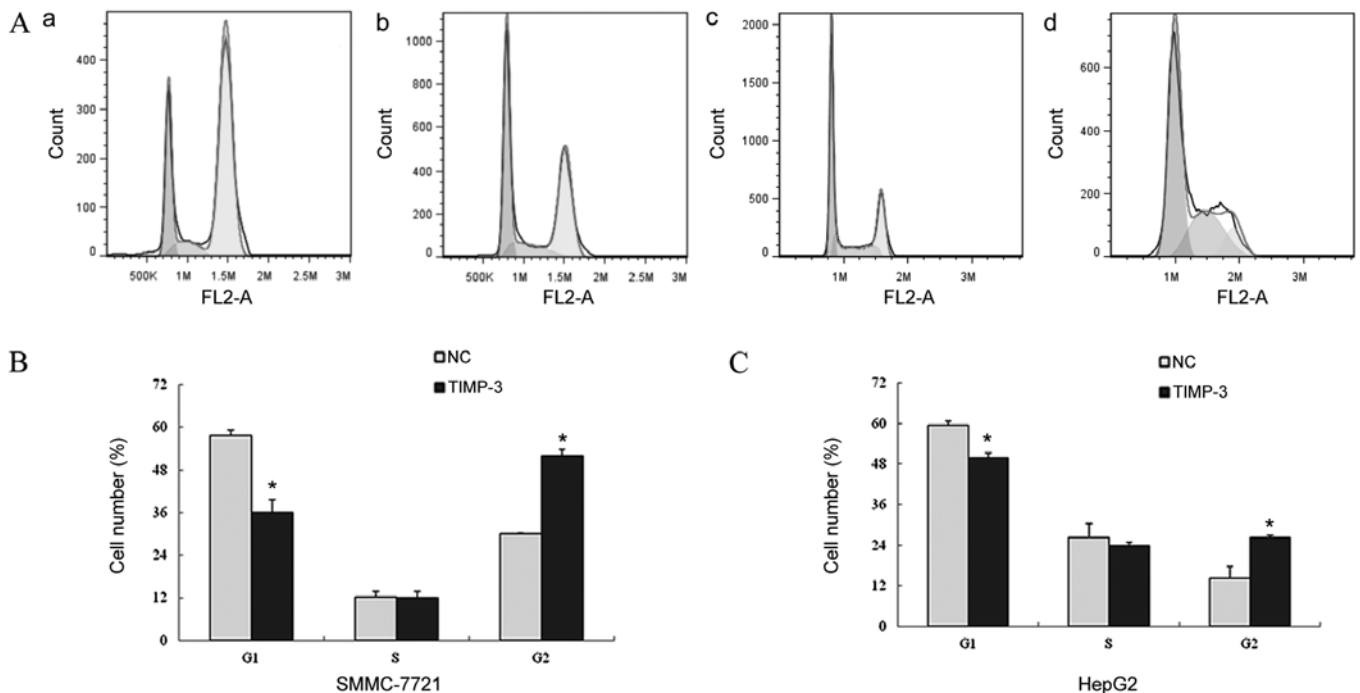 A
a
400
300
200
100
0
Count
500K 1M 1.5M 2M 2.5M 3M
FL2-A
b
1000
800
600
400
200
0
Count
500K 1M 1.5M 2M 2.5M 3M
FL2-A
c
2000
1500
1000
500
0
Count
1M 2M 3M
FL2-A
d
600
400
200
0
Count
1M 2M 3M
FL2-A
B
NC
TIMP-3
72
60
48
36
24
12
0
Cell number (%)
*
*
G1 S G2
SMMC-7721
C
NC
TIMP-3
72
60
48
36
24
12
0
Cell number (%)
*
*
G1 S G2
HepG2